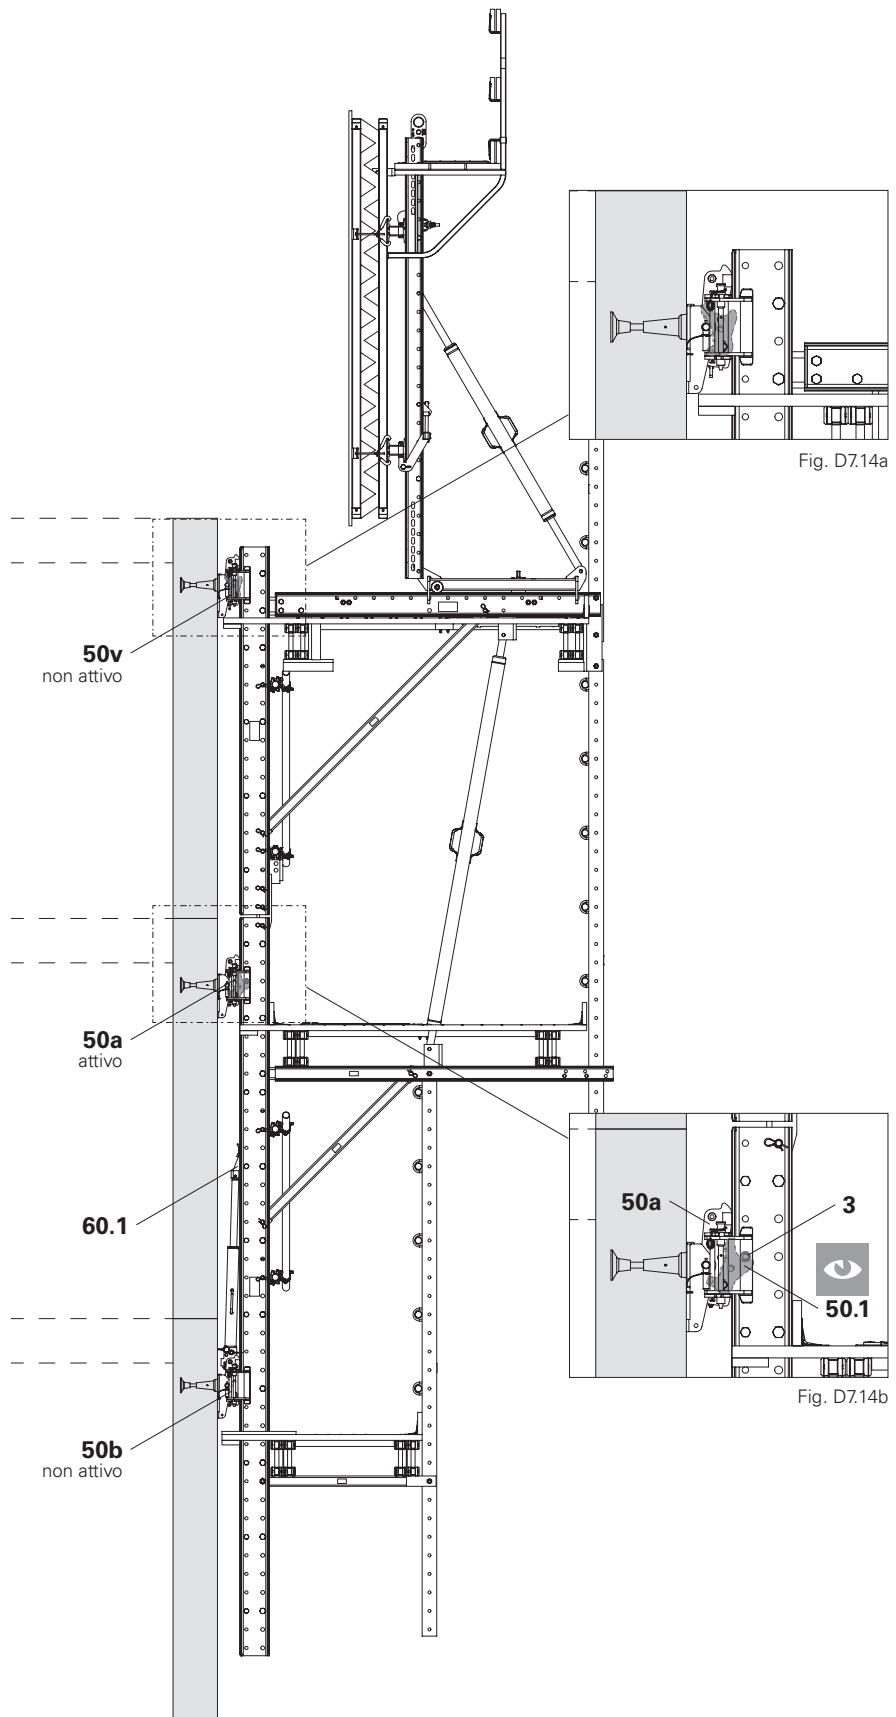 Fig. D7.14a
50v
non attivo
50a
attivo
60.1
50a
3
50.1
Fig. D7.14b
50b
non attivo